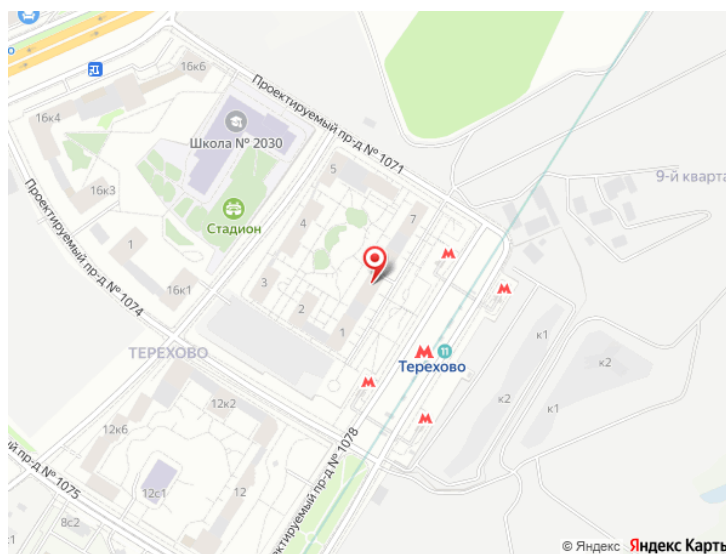 о
16к6
16к4
Школа № 2030
Проектируемый пр-д № 1071
16к3
Стадион
5
4
7
9-й кварта
Проектируемый пр-д № 1074
1
16к1
3
2
1
ТЕРЕХОВО
11
Терехово
к1
к2
к2
к1
12к2
12к6
Проектируемый пр-д № 1078
12с1
12
ый пр-д № 1075
8с2
к1
© Яндекс Яндекс Карты